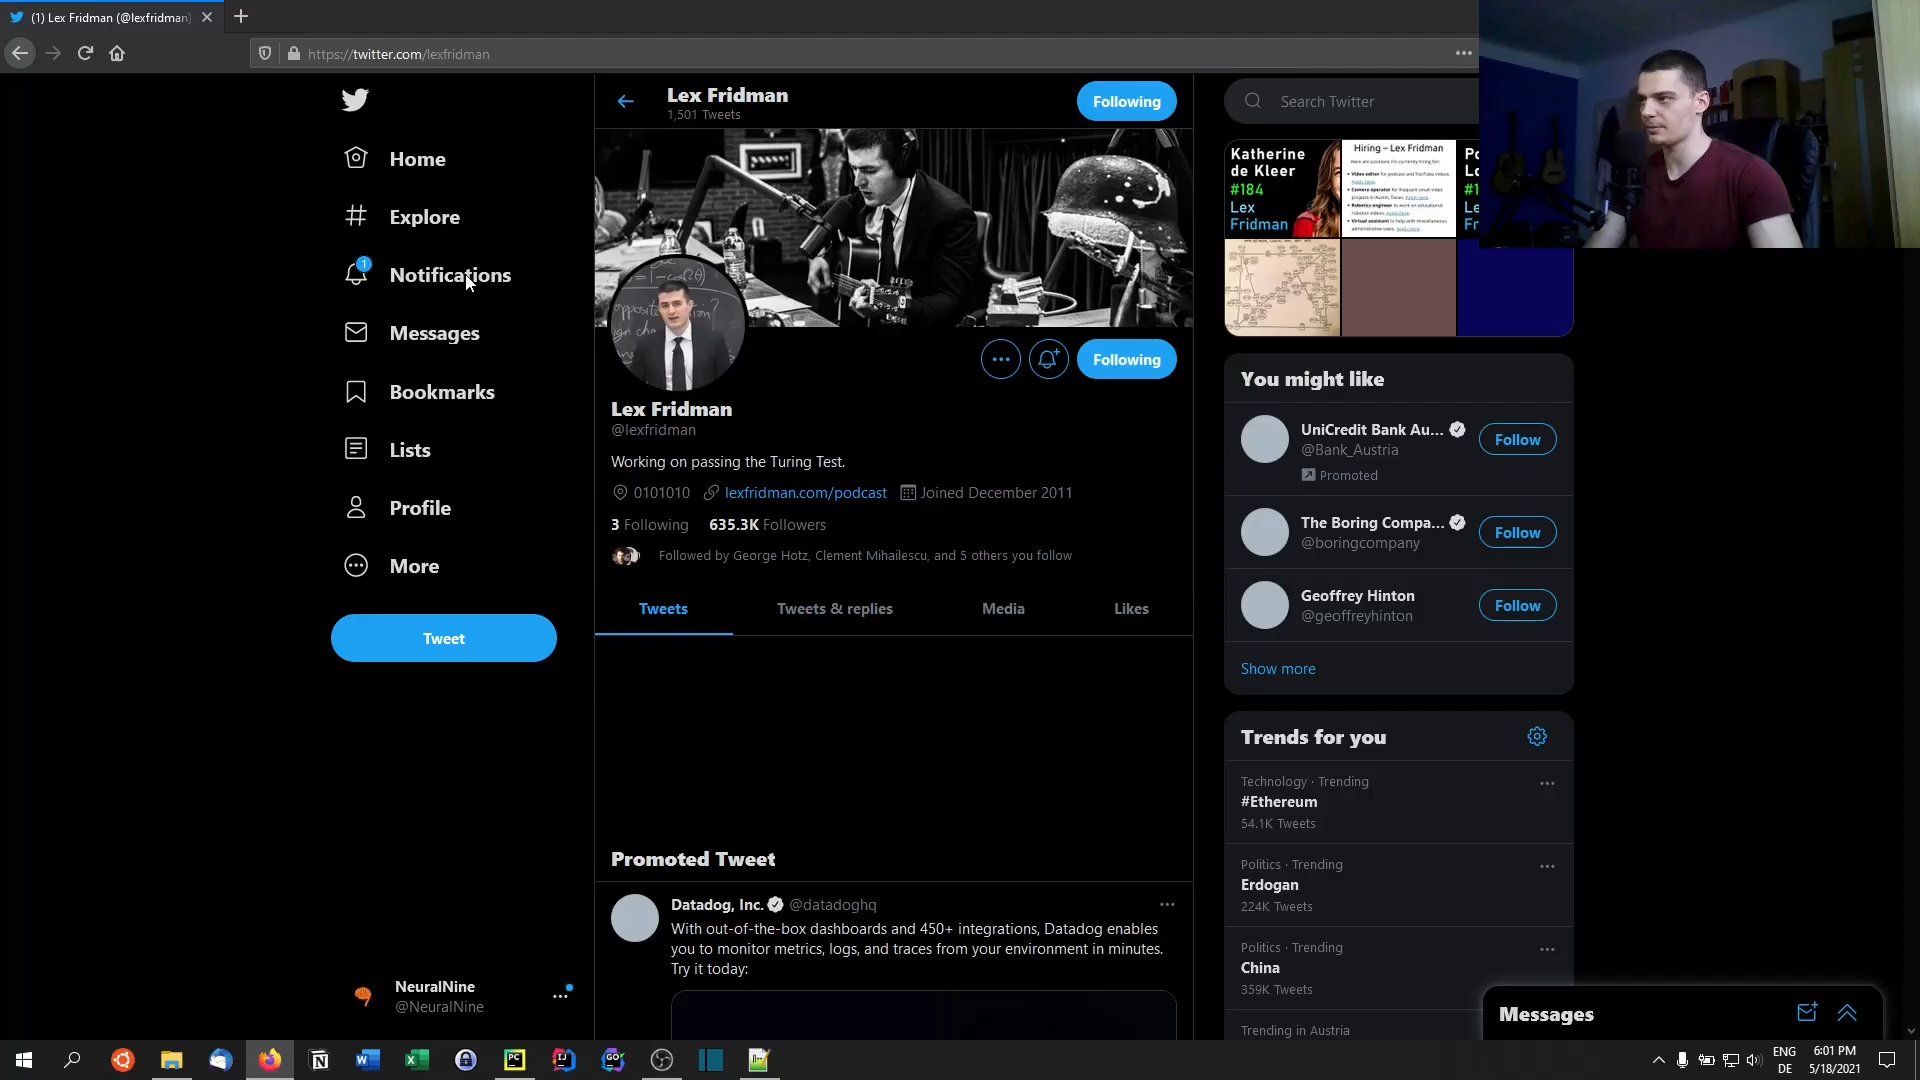 (1) Lex Fridman (@lexfridman)
https://twitter.com/lexfridman
Home
Explore
1
Notifications
Messages
Bookmarks
Lists
Profile
More
Tweet
NeuralNine
@NeuralNine
Lex Fridman
1,501 Tweets
Following
Following
Lex Fridman
@lexfridman
Working on passing the Turing Test.
0101010 lexfridman.com/podcast Joined December 2011
3 Following 635.3K Followers
Followed by George Hotz, Clement Mihailescu, and 5 others you follow
Tweets Tweets & replies Media Likes
Promoted Tweet
Datadog, Inc. @datadoghq
With out-of-the-box dashboards and 450+ integrations, Datadog enables
you to monitor metrics, logs, and traces from your environment in minutes.
Try it today:
Search Twitter
Katherine
de Kleer
#184
Lex
Fridman
Hiring – Lex Fridman
You might like
UniCredit Bank Au...
@Bank_Austria
Promoted
Follow
The Boring Compa...
@boringcompany
Follow
Geoffrey Hinton
@geoffreyhinton
Follow
Show more
Trends for you
Technology · Trending
#Ethereum
54.1K Tweets
Politics · Trending
Erdogan
224K Tweets
Politics · Trending
China
359K Tweets
Trending in Austria
Messages
ENG
DE
6:01 PM
5/18/2021